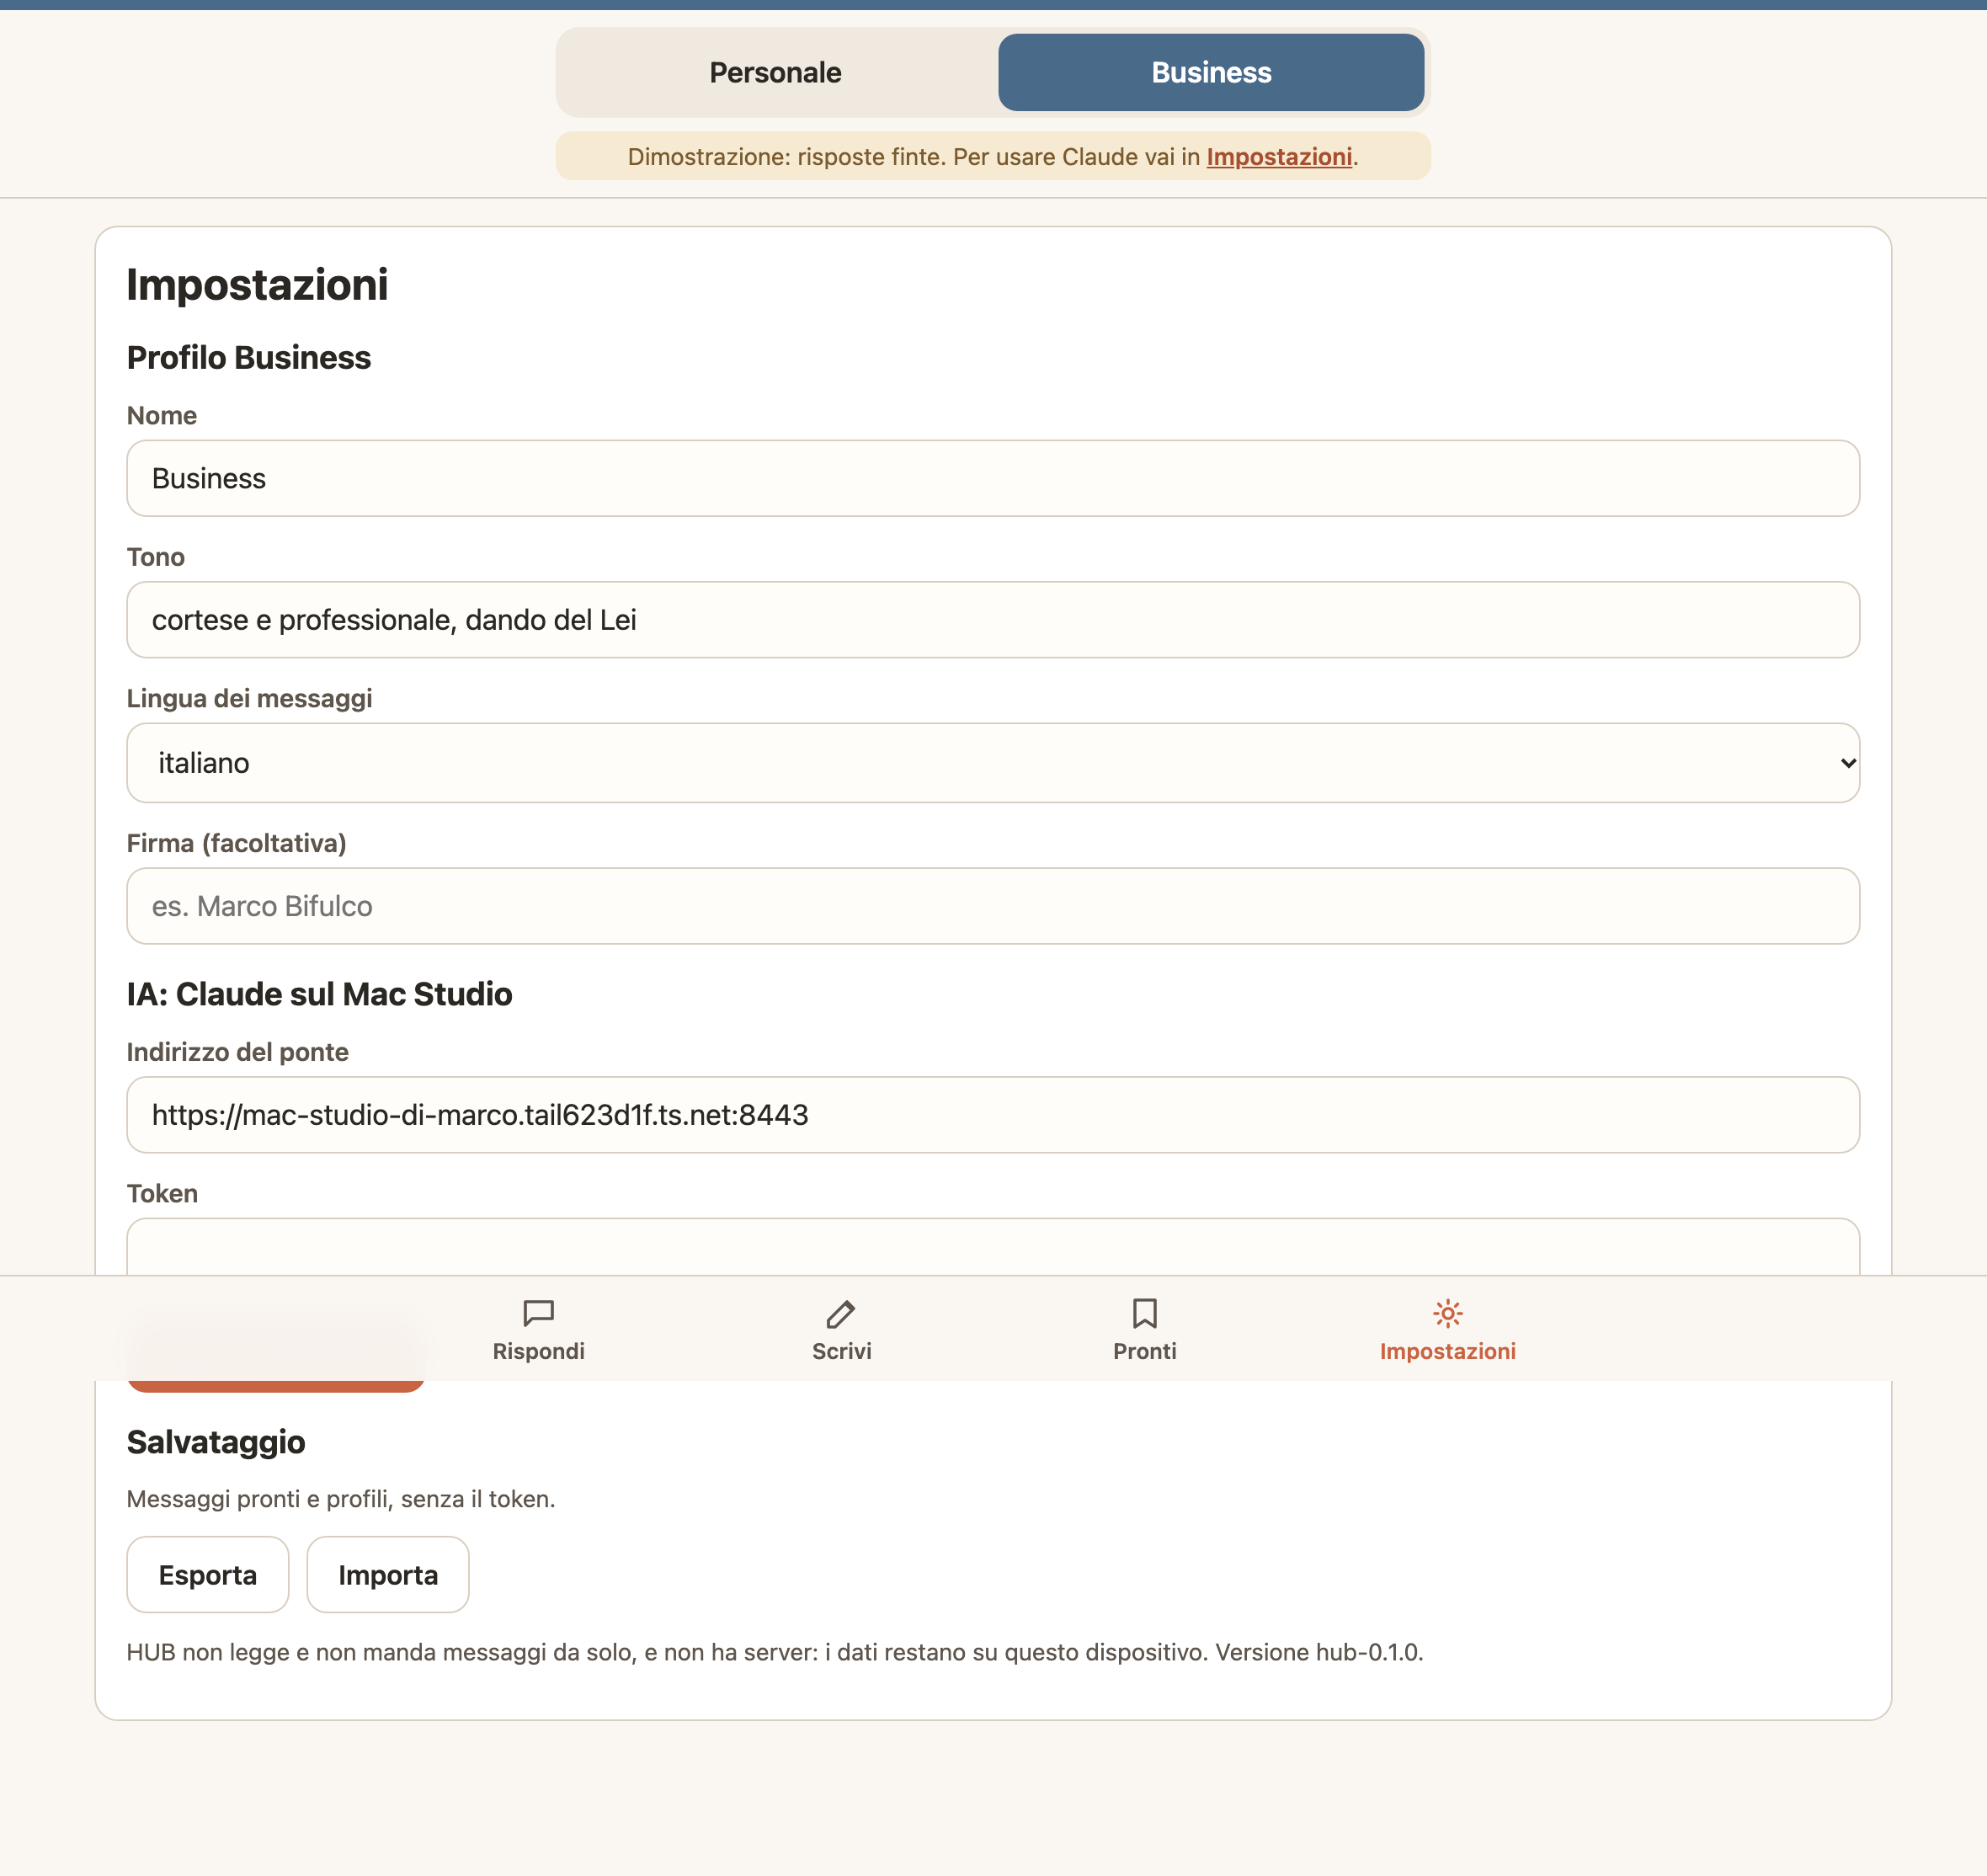 Personale
Business
Dimostrazione: risposte finte. Per usare Claude vai in Impostazioni.
Impostazioni
Profilo Business
Nome
Business
Tono
cortese e professionale, dando del Lei
Lingua dei messaggi
italiano
Firma (facoltativa)
es. Marco Bifulco
IA: Claude sul Mac Studio
Indirizzo del ponte
https://mac-studio-di-marco.tail623d1f.ts.net:8443
Token
Rispondi
Scrivi
Pronti
Impostazioni
Salvataggio
Messaggi pronti e profili, senza il token.
Esporta
Importa
HUB non legge e non manda messaggi da solo, e non ha server: i dati restano su questo dispositivo. Versione hub-0.1.0.